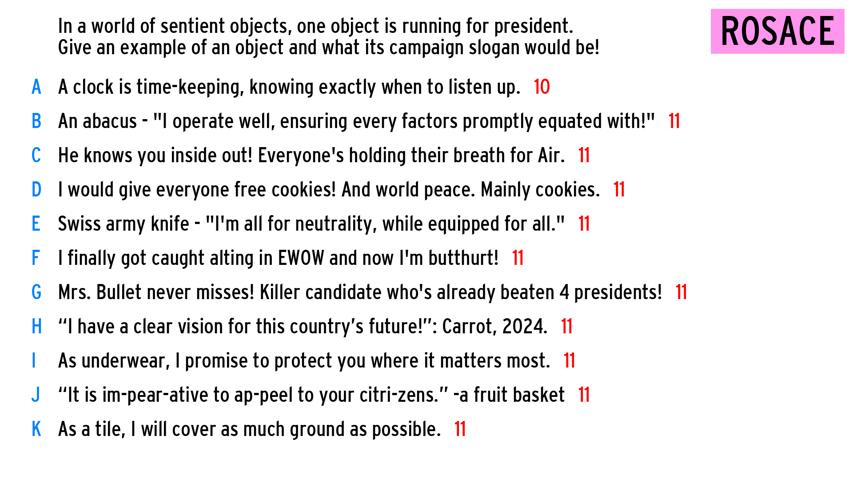 In a world of sentient objects, one object is running for president.
Give an example of an object and what its campaign slogan would be!
ROSACE
A A clock is time-keeping, knowing exactly when to listen up. 10
B An abacus - "I operate well, ensuring every factors promptly equated with!" 11
C He knows you inside out! Everyone's holding their breath for Air. 11
D I would give everyone free cookies! And world peace. Mainly cookies. 11
E Swiss army knife - "I'm all for neutrality, while equipped for all." 11
F I finally got caught alting in EWOW and now I'm butthurt! 11
G Mrs. Bullet never misses! Killer candidate who's already beaten 4 presidents! 11
H “I have a clear vision for this country’s future!”: Carrot, 2024. 11
I As underwear, I promise to protect you where it matters most. 11
J “It is im-pear-ative to ap-peel to your citri-zens.” -a fruit basket 11
K As a tile, I will cover as much ground as possible. 11